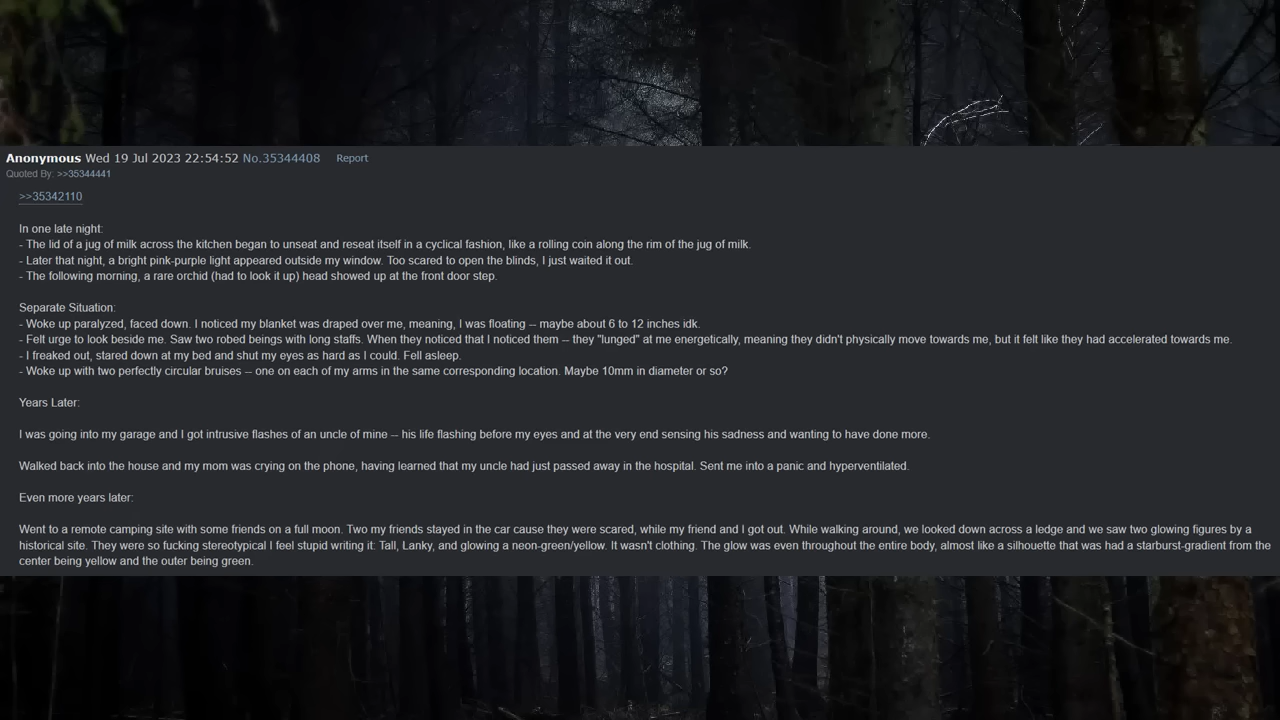 Anonymous Wed 19 Jul 2023 22:54:52 No.35344408 Report
Quoted By: >>35344441
>>35342110
In one late night:
- The lid of a jug of milk across the kitchen began to unseat and reseat itself in a cyclical fashion, like a rolling coin along the rim of the jug of milk.
- Later that night, a bright pink-purple light appeared outside my window. Too scared to open the blinds, I just waited it out.
- The following morning, a rare orchid (had to look it up) head showed up at the front door step.
Separate Situation:
- Woke up paralyzed, faced down. I noticed my blanket was draped over me, meaning, I was floating -- maybe about 6 to 12 inches idk.
- Felt urge to look beside me. Saw two robed beings with long staffs. When they noticed that I noticed them -- they "lunged" at me energetically, meaning they didn't physically move towards me, but it felt like they had accelerated towards me.
- I freaked out, stared down at my bed and shut my eyes as hard as I could. Fell asleep.
- Woke up with two perfectly circular bruises -- one on each of my arms in the same corresponding location. Maybe 10mm in diameter or so?
Years Later:
I was going into my garage and I got intrusive flashes of an uncle of mine -- his life flashing before my eyes and at the very end sensing his sadness and wanting to have done more.
Walked back into the house and my mom was crying on the phone, having learned that my uncle had just passed away in the hospital. Sent me into a panic and hyperventilated.
Even more years later:
Went to a remote camping site with some friends on a full moon. Two my friends stayed in the car cause they were scared, while my friend and I got out. While walking around, we looked down across a ledge and we saw two glowing figures by a
historical site. They were so fucking stereotypical I feel stupid writing it: Tall, Lanky, and glowing a neon-green/yellow. It wasn't clothing. The glow was even throughout the entire body, almost like a silhouette that was had a starburst-gradient from the
center being yellow and the outer being green.